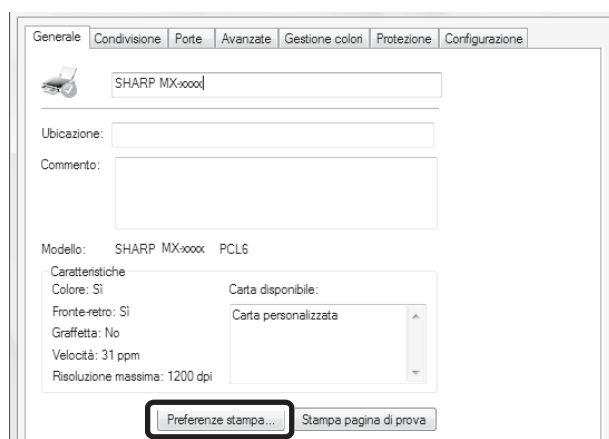 Generale Condivisione Porte Avanzate Gestione colori Protezione Configurazione
SHARP MX-xxxx
Ubicazione:
Commento:
Modello: SHARP MX-xxxx PCL6
Caratteristiche
Colore: Sì Carta disponibile:
Fronte-retro: Sì Carta personalizzata
Graffetta: No
Velocità: 31 ppm
Risoluzione massima: 1200 dpi
Preferenze stampa... Stampa pagina di prova